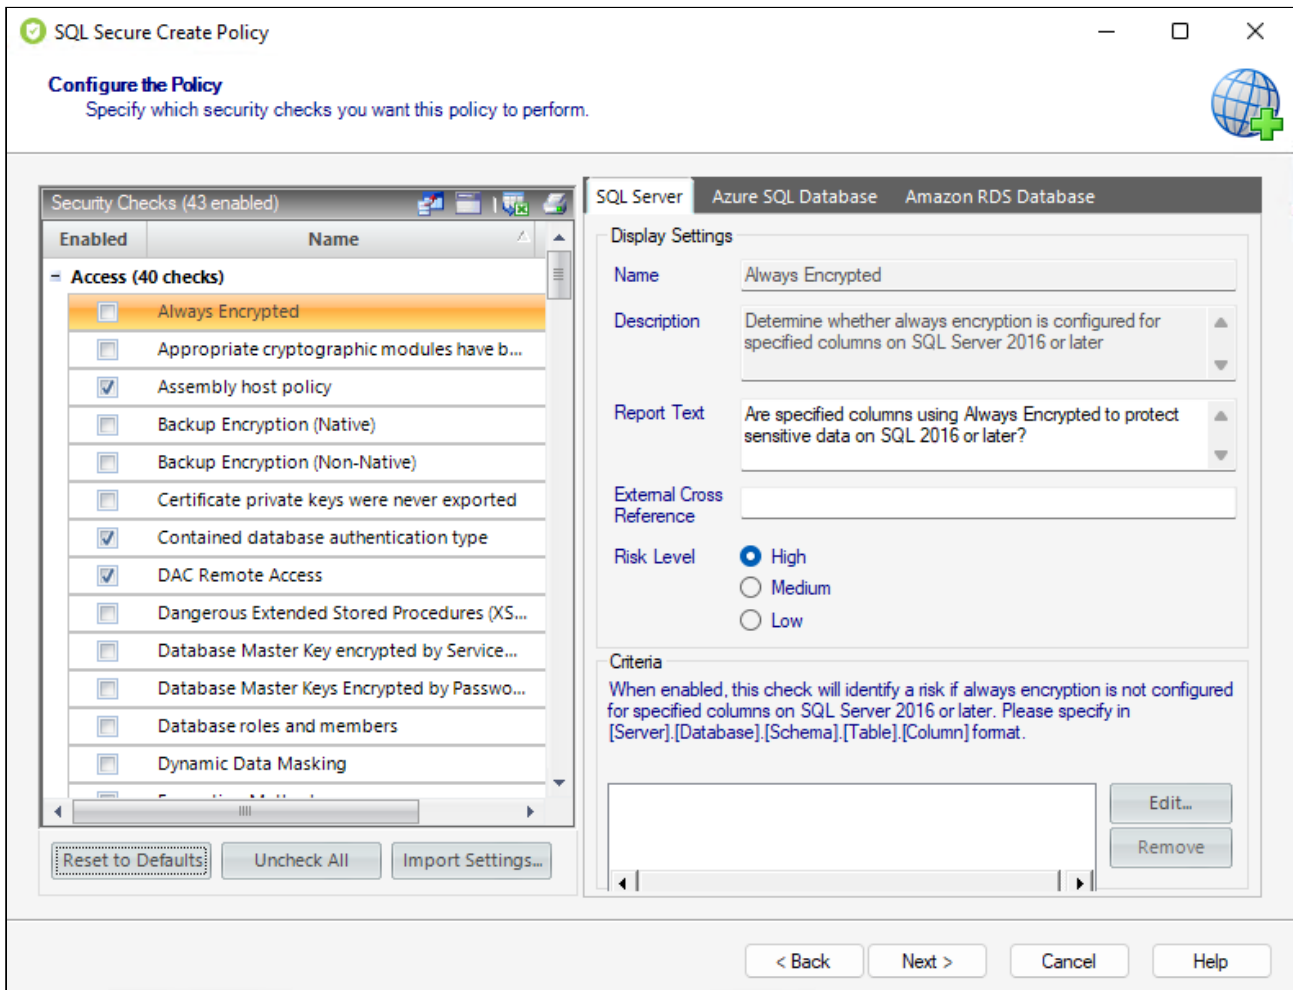 SQL Secure Create Policy
Configure the Policy
Specify which security checks you want this policy to perform.
Security Checks (43 enabled)
Enabled Name
Access (40 checks)
Always Encrypted
Appropriate cryptographic modules have b...
Assembly host policy
Backup Encryption (Native)
Backup Encryption (Non-Native)
Certificate private keys were never exported
Contained database authentication type
DAC Remote Access
Dangerous Extended Stored Procedures (XS...
Database Master Key encrypted by Service...
Database Master Keys Encrypted by Passwo...
Database roles and members
Dynamic Data Masking
Reset to Defaults Uncheck All Import Settings...
SQL Server Azure SQL Database Amazon RDS Database
Display Settings
Name Always Encrypted
Description Determine whether always encryption is configured for
specified columns on SQL Server 2016 or later
Report Text Are specified columns using Always Encrypted to protect
sensitive data on SQL 2016 or later?
External Cross
Reference
Risk Level High
Medium
Low
Criteria
When enabled, this check will identify a risk if always encryption is not configured
for specified columns on SQL Server 2016 or later. Please specify in
[Server].[Database].[Schema].[Table].[Column] format.
Edit...
Remove
< Back Next > Cancel Help